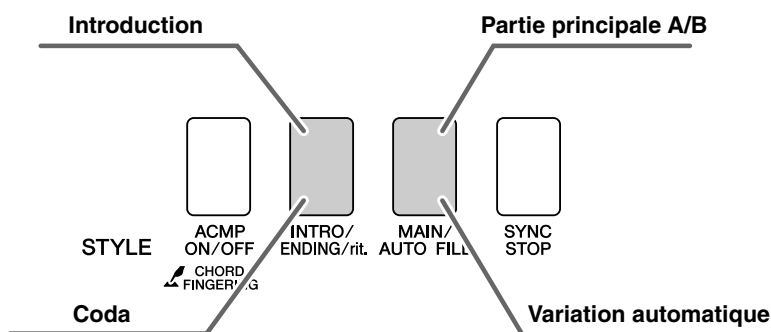 Introduction
Partie principale A/B
STYLE
ACMP
ON/OFF
INTRO/
ENDING/rit.
MAIN/
AUTO FILL
SYNC
STOP
CHORD
FINGERING
Coda
Variation automatique